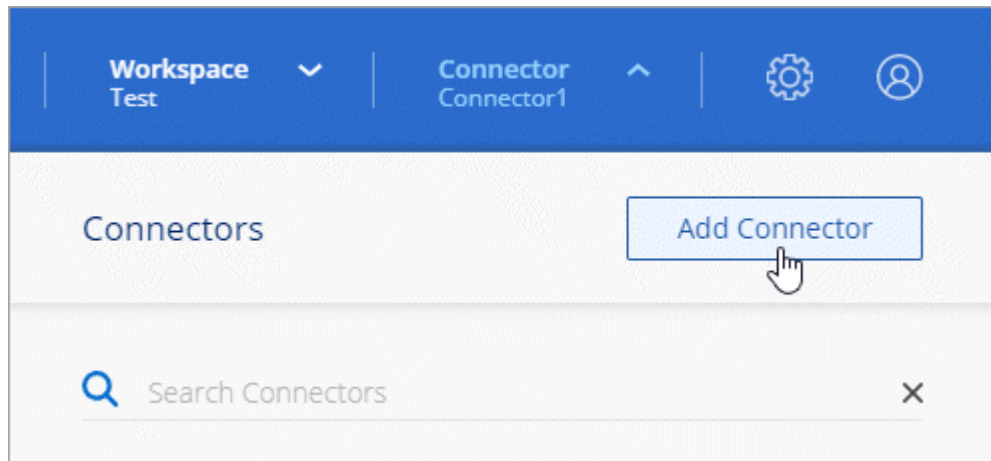 Workspace
Test
Connector
Connector1
Connectors
Add Connector
Search Connectors